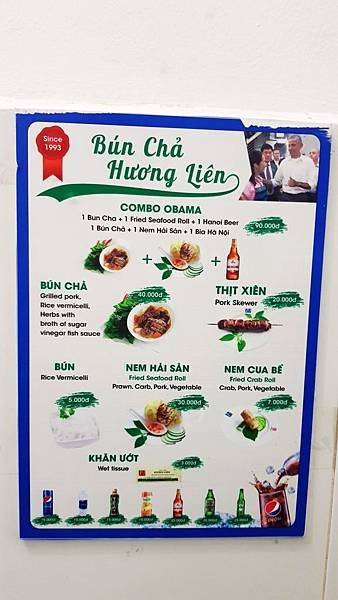 Since
1993
Bún Chả
Hương Liên
COMBO OBAMA
1 Bun Cha + 1 Fried Seafood Roll + 1 Hanoi Beer
1 Bún Chả + 1 Nem Hải Sản + 1 Bia Hà Nội
90.000đ
+
+
BÚN CHẢ
Grilled pork,
Rice vermicelli,
Herbs with
broth of sugar
vinegar fish sauce
40.000đ
THỊT XIÊN
Pork Skewer
20.000đ
BÚN
Rice Vermicelli
5.000đ
NEM HẢI SẢN
Fried Seafood Roll
Prawn, Carb, Pork, Vegetable
30.000đ
NEM CUA BỂ
Fried Crab Roll
Crab, Pork, Vegetable
7.000đ
KHĂN ƯỚT
Wet tissue
pepsi